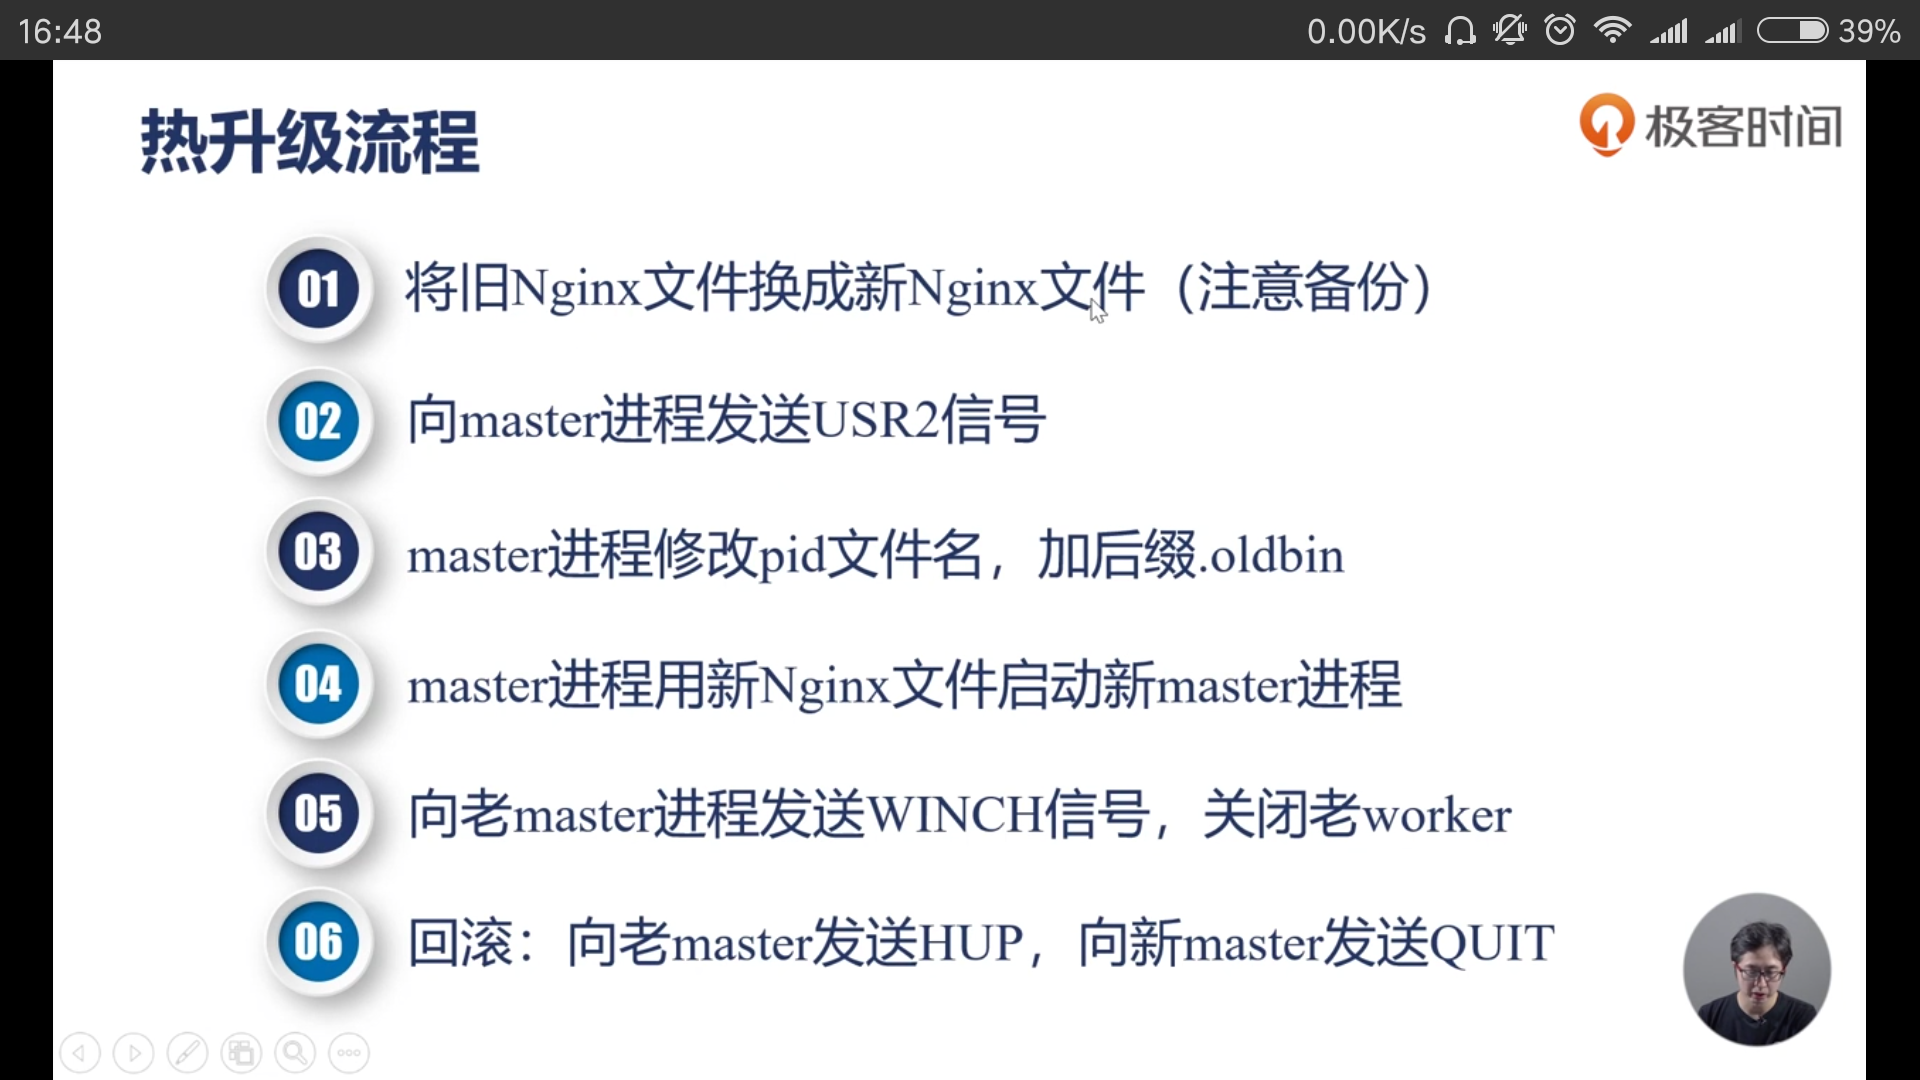 16:48
0.00K/s
39%
热升级流程
极客时间
01 将旧Nginx文件换成新Nginx文件（注意备份）
02 向master进程发送USR2信号
03 master进程修改pid文件名，加后缀.oldbin
04 master进程用新Nginx文件启动新master进程
05 向老master进程发送WINCH信号，关闭老worker
06 回滚：向老master发送HUP，向新master发送QUIT